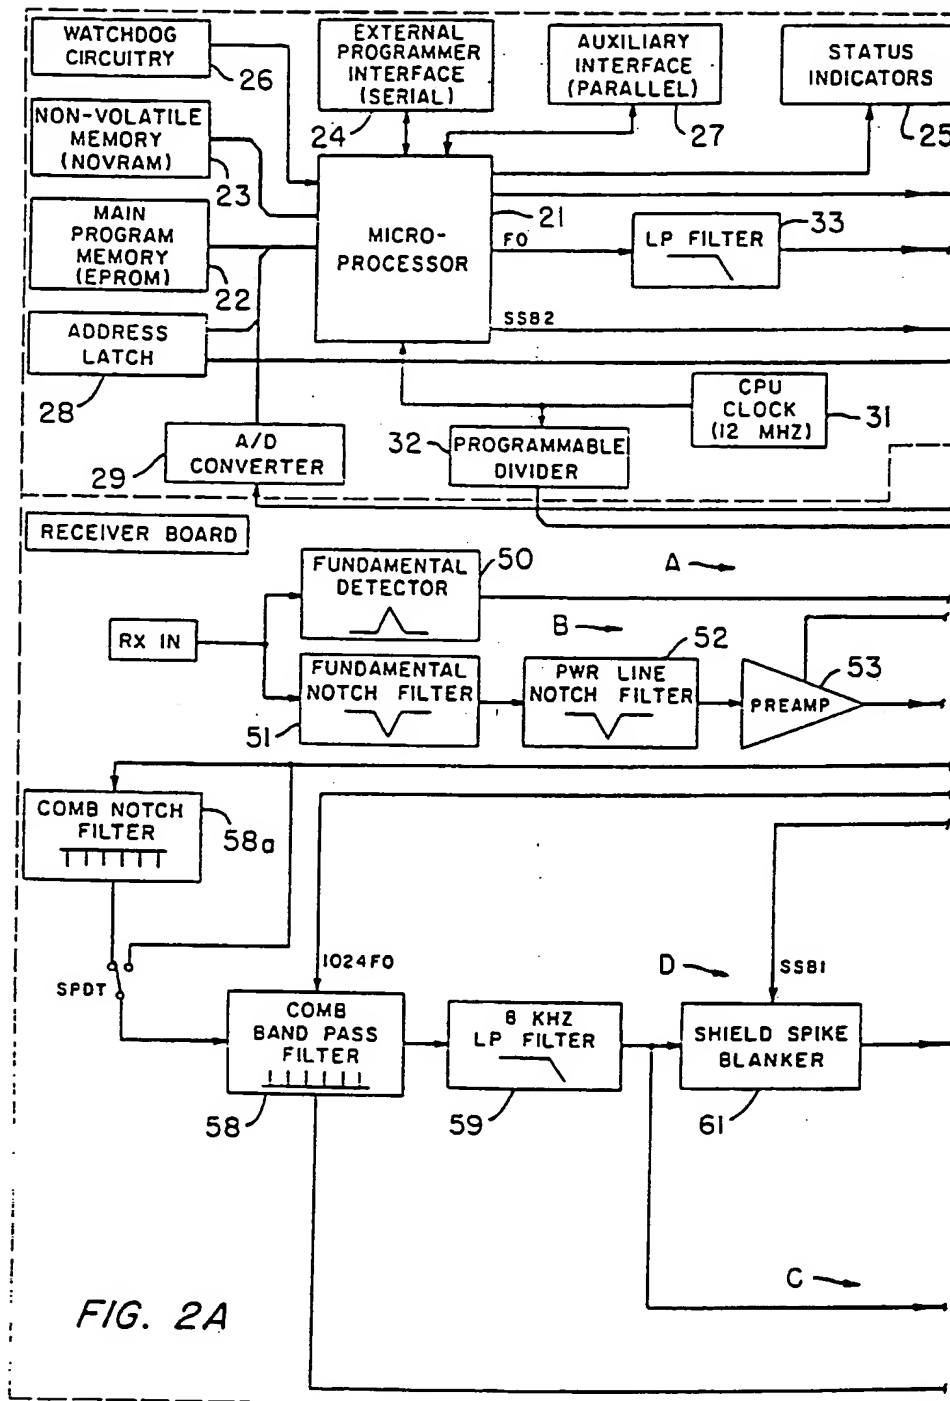 WATCHDOG
CIRCUITRY
26
EXTERNAL
PROGRAMMER
INTERFACE
(SERIAL)
24
AUXILIARY
INTERFACE
(PARALLEL)
27
STATUS
INDICATORS
25
NON-VOLATILE
MEMORY
(NOVRAM)
23
MAIN
PROGRAM
MEMORY
(EPROM)
22
MICRO-
PROCESSOR
21
FO
LP FILTER
33
SSB2
ADDRESS
LATCH
28
CPU
CLOCK
(12 MHZ)
31
A/D
CONVERTER
29
32
PROGRAMMABLE
DIVIDER
RECEIVER BOARD
FUNDAMENTAL
DETECTOR
50
A
RX IN
B
FUNDAMENTAL
NOTCH FILTER
51
PWR LINE
NOTCH FILTER
52
PREAMP
53
COMB NOTCH
FILTER
58a
SPDT
1024FO
D
SSB1
COMB
BAND PASS
FILTER
58
8 KHZ
LP FILTER
59
SHIELD SPIKE
BLANKER
61
C
FIG. 2A